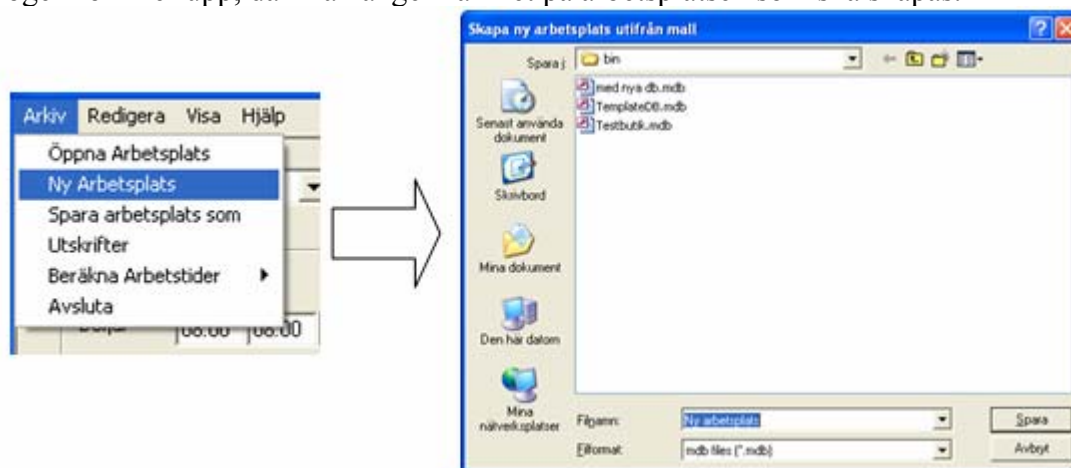 Skapa ny arbetsplats utifrån mall
Spara i:
bin
med nya db.mdb
TemplateDB.mdb
Testbutik.mdb
Senast använda
dokument
Skrivbord
Mina dokument
Den här datorn
Mina
nätverksplatser
Filnamn:
Ny arbetsplats
Spara
Filformat:
mdb files (*.mdb)
Avbryt
Arkiv Redigera Visa Hjälp
Öppna Arbetsplats
Ny Arbetsplats
Spara arbetsplats som
Utskrifter
Beräkna Arbetstider
Avsluta
08:00 08:00